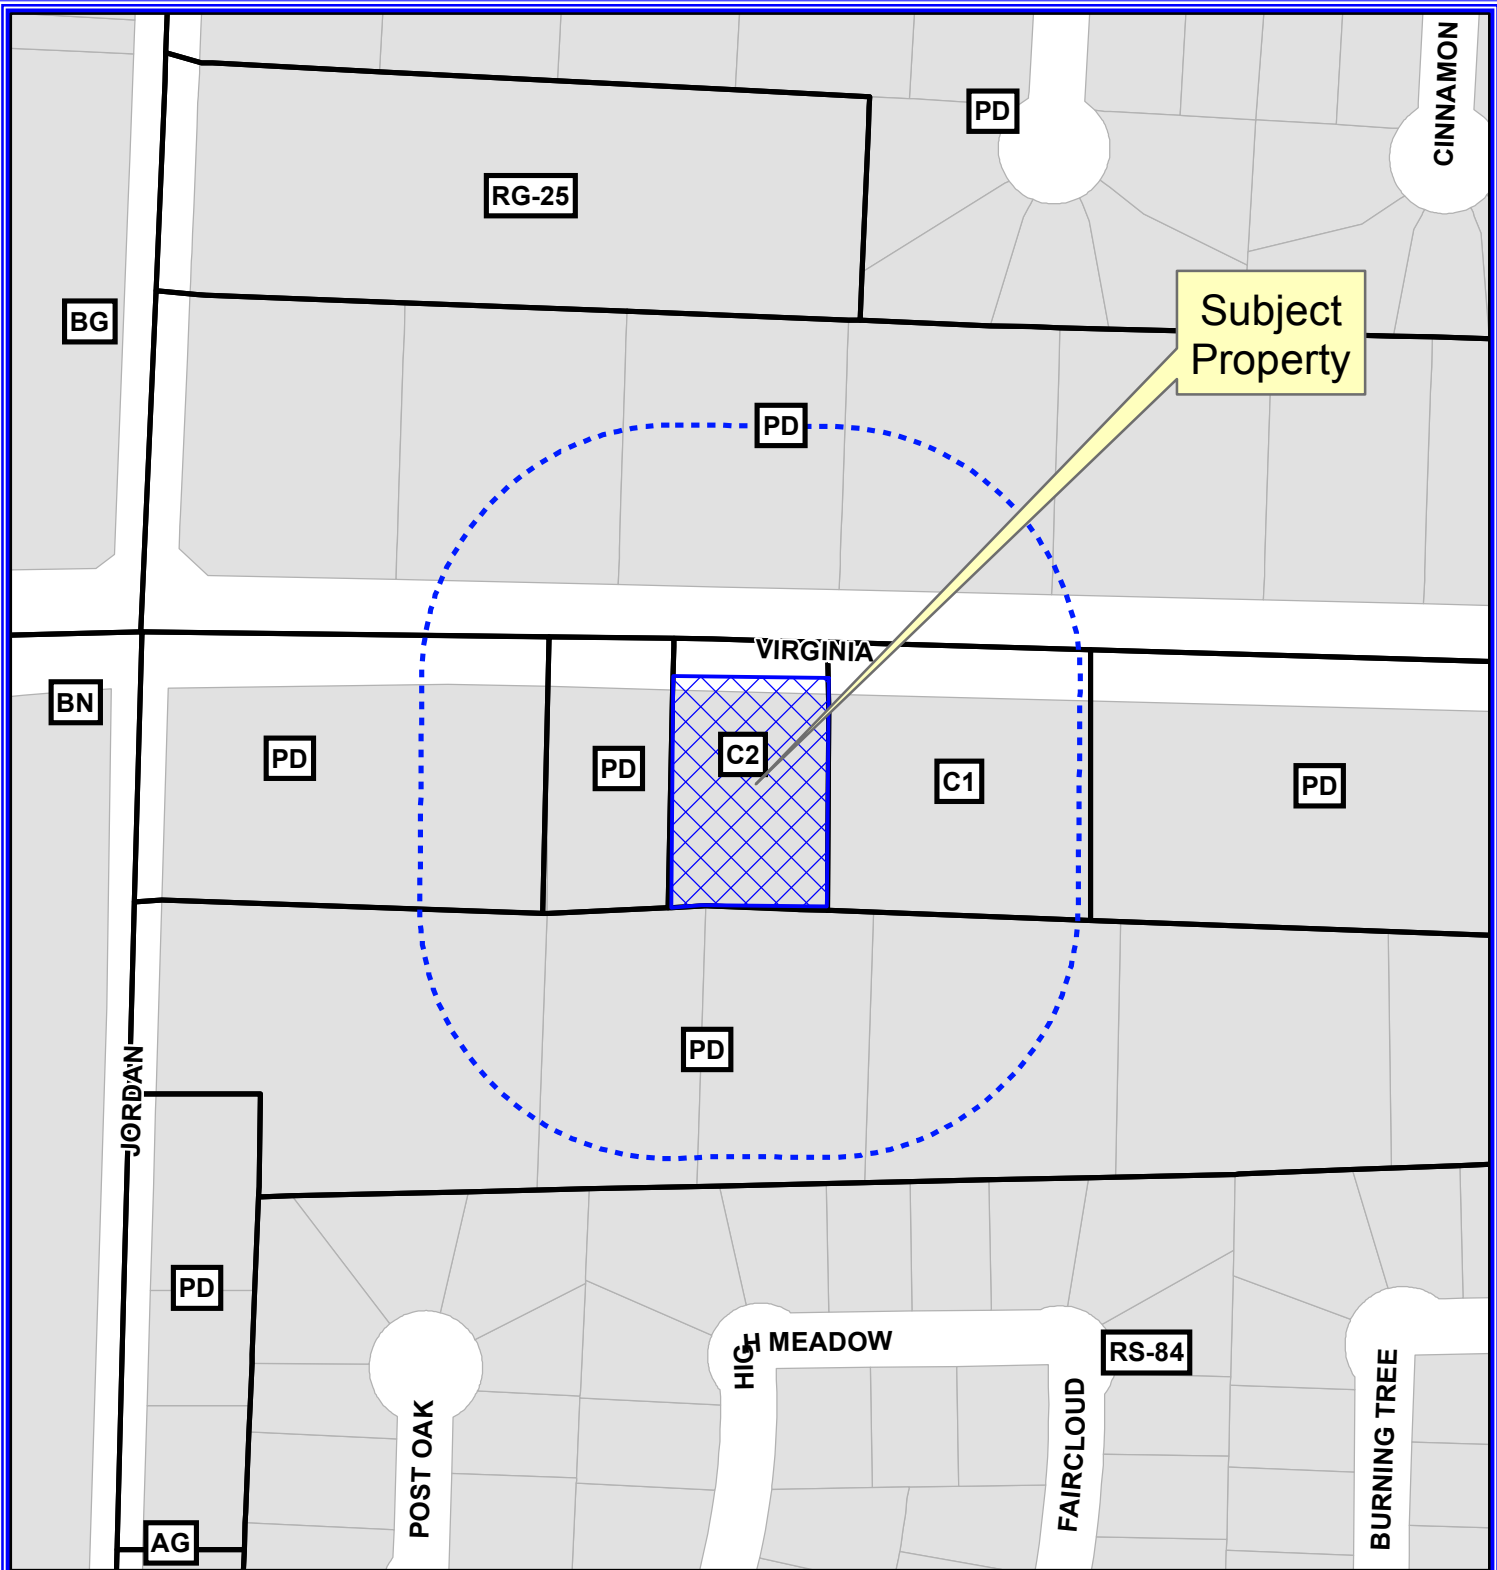 CINNAMON
PD
RG-25
BG
Subject
Property
PD
VIRGINIA
BN
PD
PD
C2
C1
PD
PD
JORDAN
PD
HIGH MEADOW
RS-84
POST OAK
FAIRCLOUD
BURNING TREE
AG